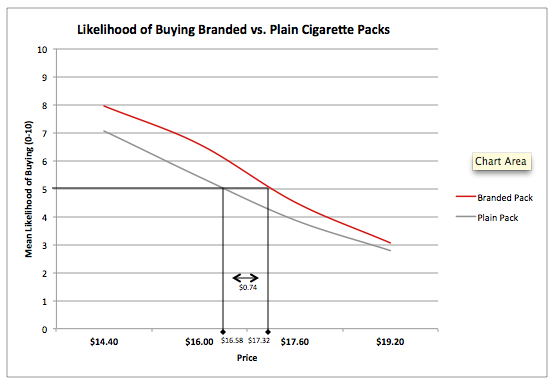 Likelihood of Buying Branded vs. Plain Cigarette Packs
10
9
8
7
6
5
4
3
2
1
0
Mean Likelihood of Buying (0-10)
$0.74
$14.40 $16.00 $16.58 $17.32 $17.60 $19.20
Price
Chart Area
Branded Pack
Plain Pack